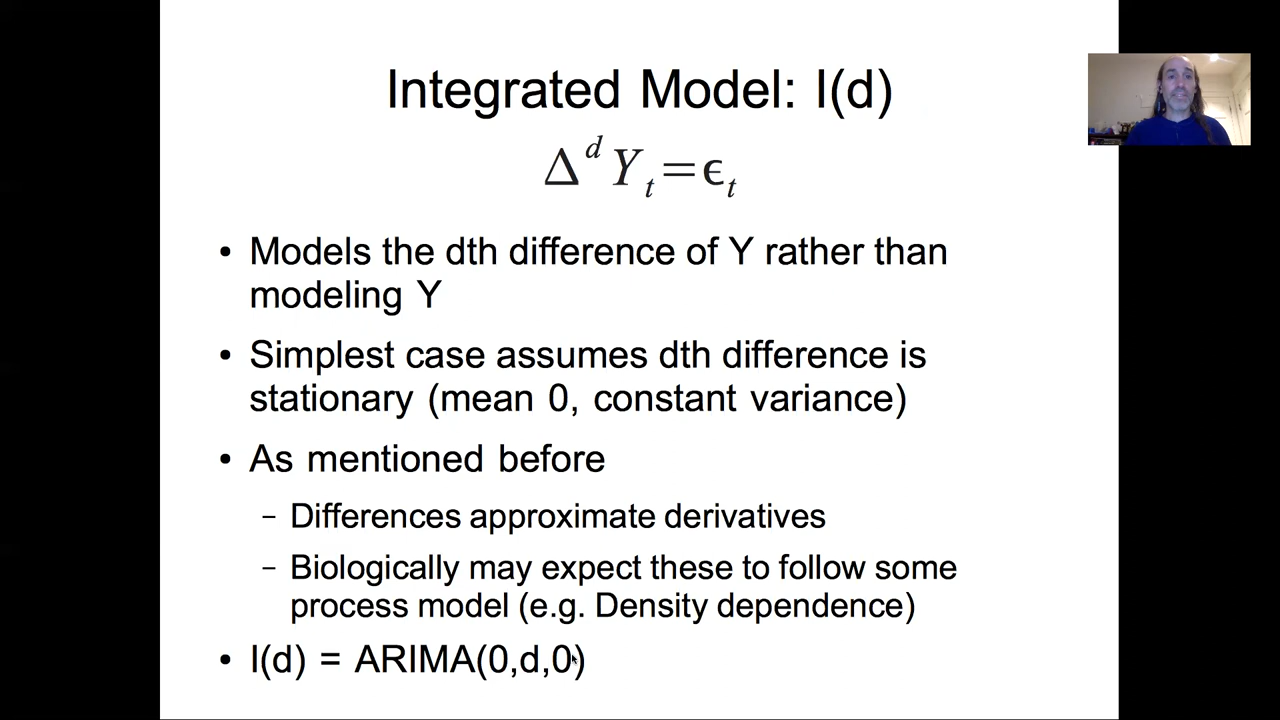 Integrated Model: I(d)
Δ^d Y_t=ϵ_t
• Models the dth difference of Y rather than
modeling Y
• Simplest case assumes dth difference is
stationary (mean 0, constant variance)
• As mentioned before
– Differences approximate derivatives
– Biologically may expect these to follow some
process model (e.g. Density dependence)
• I(d) = ARIMA(0,d,0)